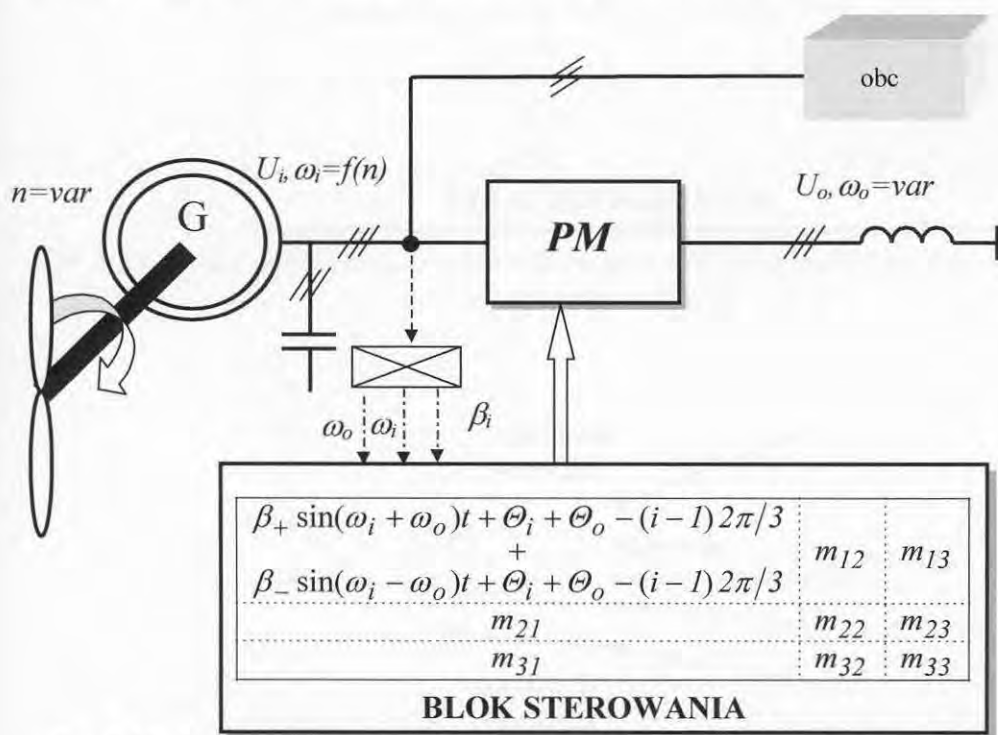 obc
n=var
G
U_i, ω_i=f(n)
PM
U_o, ω_o=var
ω_o ω_i β_i
β_+ sin(ω_i + ω_o)t + Θ_i + Θ_o − (i − 1) 2π/3
+
β_− sin(ω_i − ω_o)t + Θ_i + Θ_o − (i − 1) 2π/3
m_12 m_13
m_21 m_22 m_23
m_31 m_32 m_33
BLOK STEROWANIA